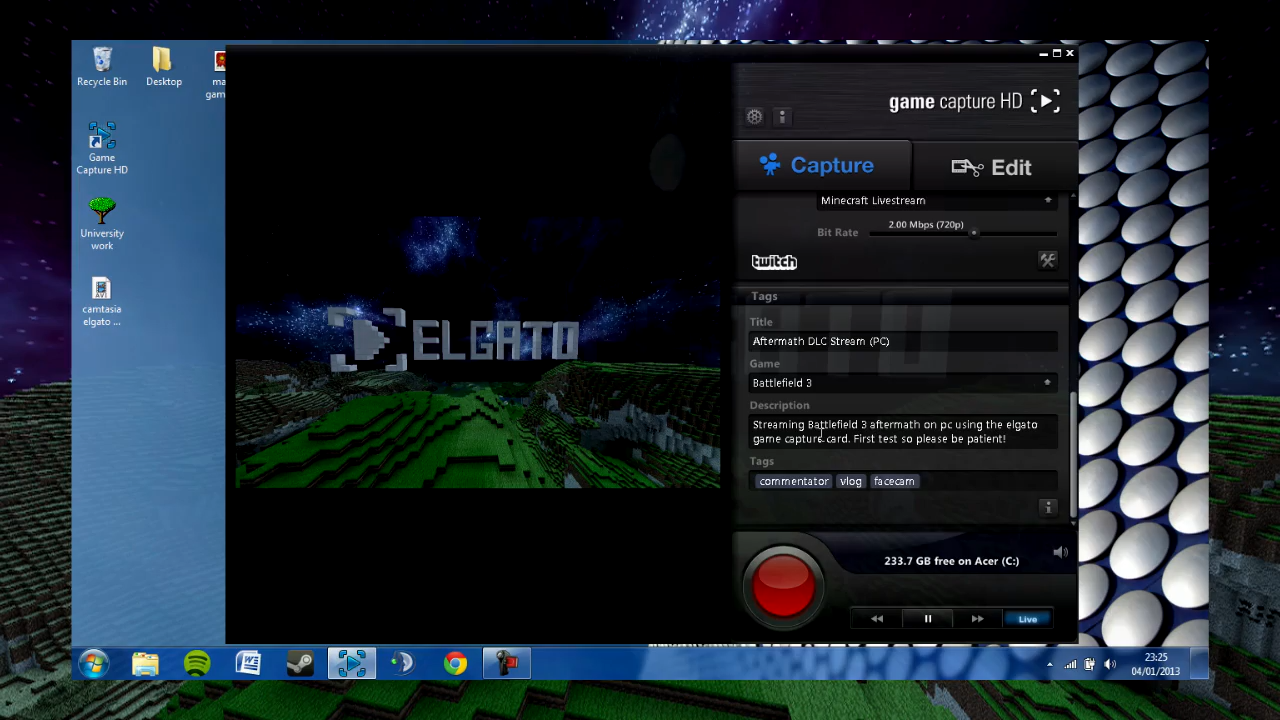 Recycle Bin
Desktop
ma
gam
Game
Capture HD
University
work
camtasia
elgato ...
game capture HD
Capture
Edit
Minecraft Livestream
2.00 Mbps (720p)
Bit Rate
twitch
Tags
Title
Aftermath DLC Stream (PC)
Game
Battlefield 3
Description
Streaming Battlefield 3 aftermath on pc using the elgato
game capture card. First test so please be patient!
Tags
commentator vlog facecam
ELGATO
233.7 GB free on Acer (C:)
Live
23:25
04/01/2013